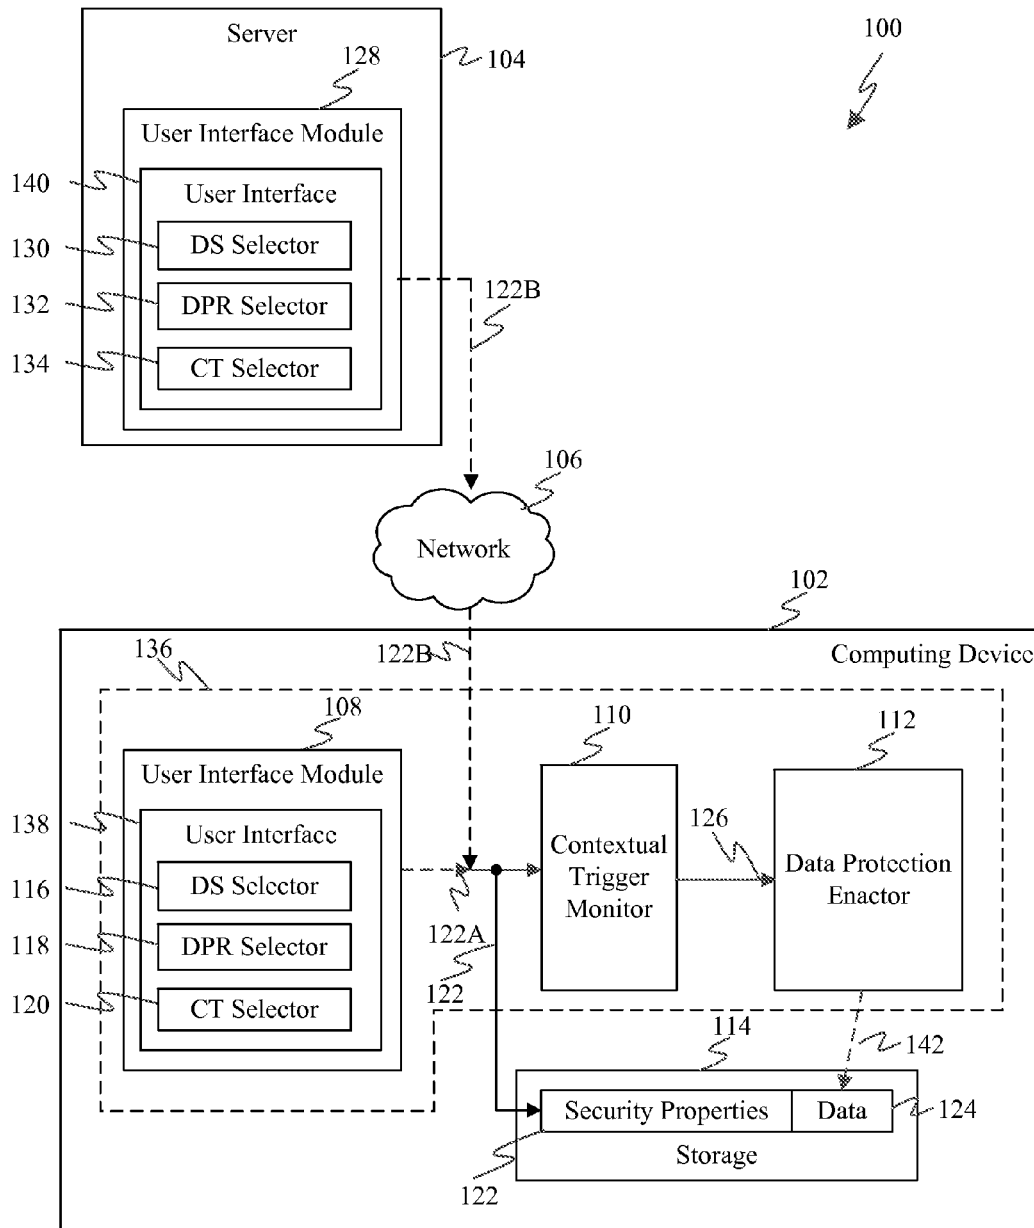 Server
104
100
128
User Interface Module
140
User Interface
130
DS Selector
132
DPR Selector
134
CT Selector
122B
106
Network
102
122B
Computing Device
136
108
110
112
User Interface Module
138
User Interface
116
DS Selector
118
DPR Selector
120
CT Selector
122A
122
Contextual
Trigger
Monitor
126
Data Protection
Enactor
114
142
Security Properties
Data
124
Storage
122